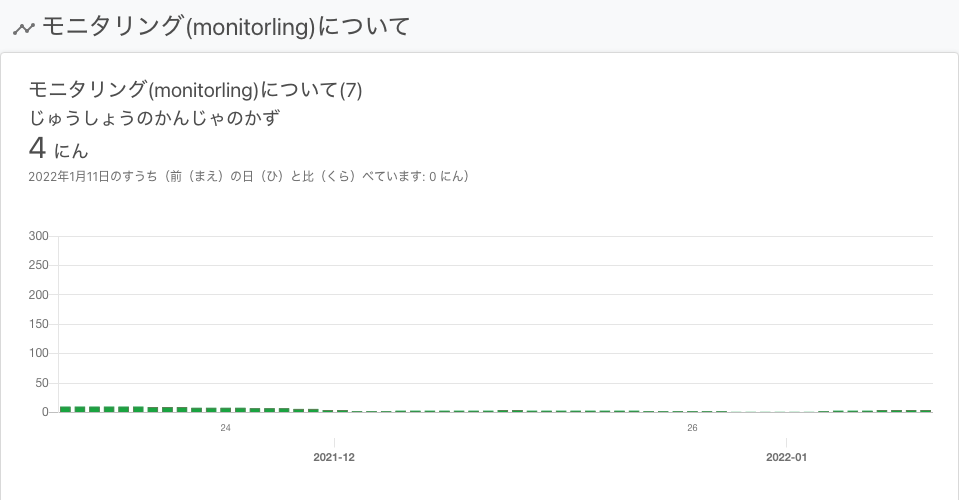 モニタリング(monitorling)について
モニタリング(monitorling)について(7)
じゅうしょうのかんじゃのかず
4 にん
2022年1月11日のすうち（前（まえ）の日（ひ）と比（くら）べています: 0 にん）
300
250
200
150
100
50
0
24 26
2021-12 2022-01